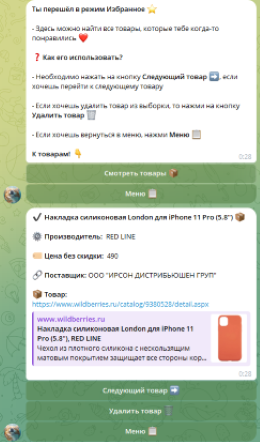 Ты перешёл в режим Избранное ⭐
- Здесь можно найти все товары, которые тебе когда-то
понравились ❤️
❓ Как его использовать?
- Необходимо нажать на кнопку Следующий товар ➡️, если
хочешь перейти к следующему товару
- Если хочешь удалить товар из выборки, то нажми на кнопку
Удалить товар 🗑
- Если хочешь вернуться в меню, нажми Меню 📋
К товарам! 👇
0:28
Смотреть товары 📦
Меню 📋
✔️ Накладка силиконовая London для iPhone 11 Pro (5.8") 📦
⚙️ Производитель: RED LINE
🏷 Цена без скидки: 490
🔗 Поставщик: ООО "ИРСОН ДИСТРИБЬЮШЕН ГРУП"
📦 Товар:
https://www.wildberries.ru/catalog/9380528/detail.aspx
www.wildberries.ru
Накладка силиконовая London для iPhone 11
Pro (5.8"), RED LINE
Чехол из плотного силикона с нескользящим
матовым покрытием защищает все стороны кор...
0:28
Следующий товар ➡️
Удалить товар 🗑
Меню 📋